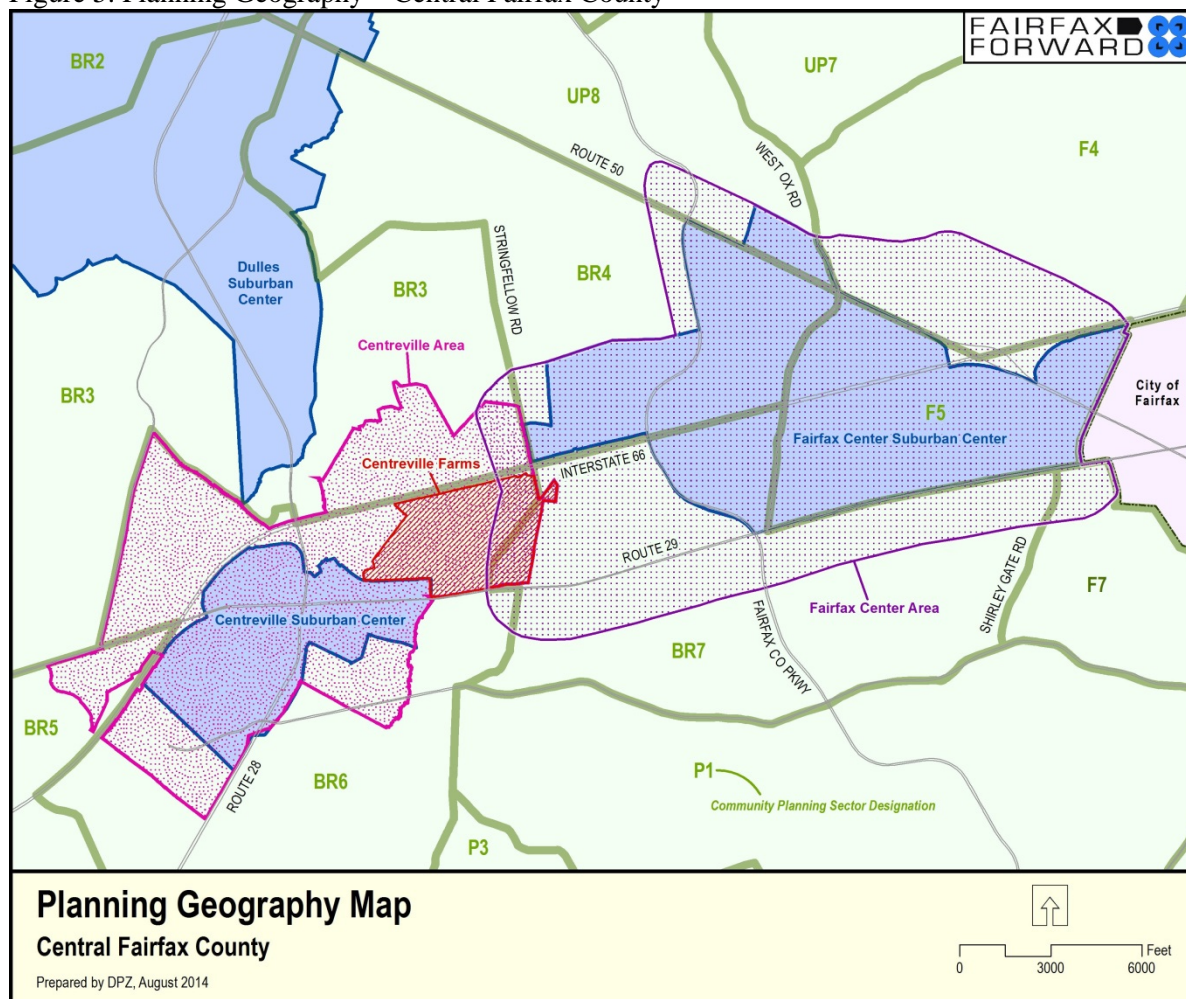 Figure 3. Planning Geography – Central Fairfax County
FAIRFAX
FORWARD
BR2
UP7
UP8
F4
ROUTE 50
WEST OX RD
STRINGFELLOW RD
Dulles
Suburban
Center
BR3
BR4
Centreville Area
BR3
City of
Fairfax
F5
Fairfax Center Suburban Center
Centreville Farms
INTERSTATE 66
ROUTE 29
Centreville Suburban Center
Fairfax Center Area
SHIRLEY GATE RD
F7
BR7
FAIRFAX CO PKWY
BR5
ROUTE 28
BR6
P1
Community Planning Sector Designation
P3
Planning Geography Map
Central Fairfax County
Prepared by DPZ, August 2014
Feet
0 3000 6000